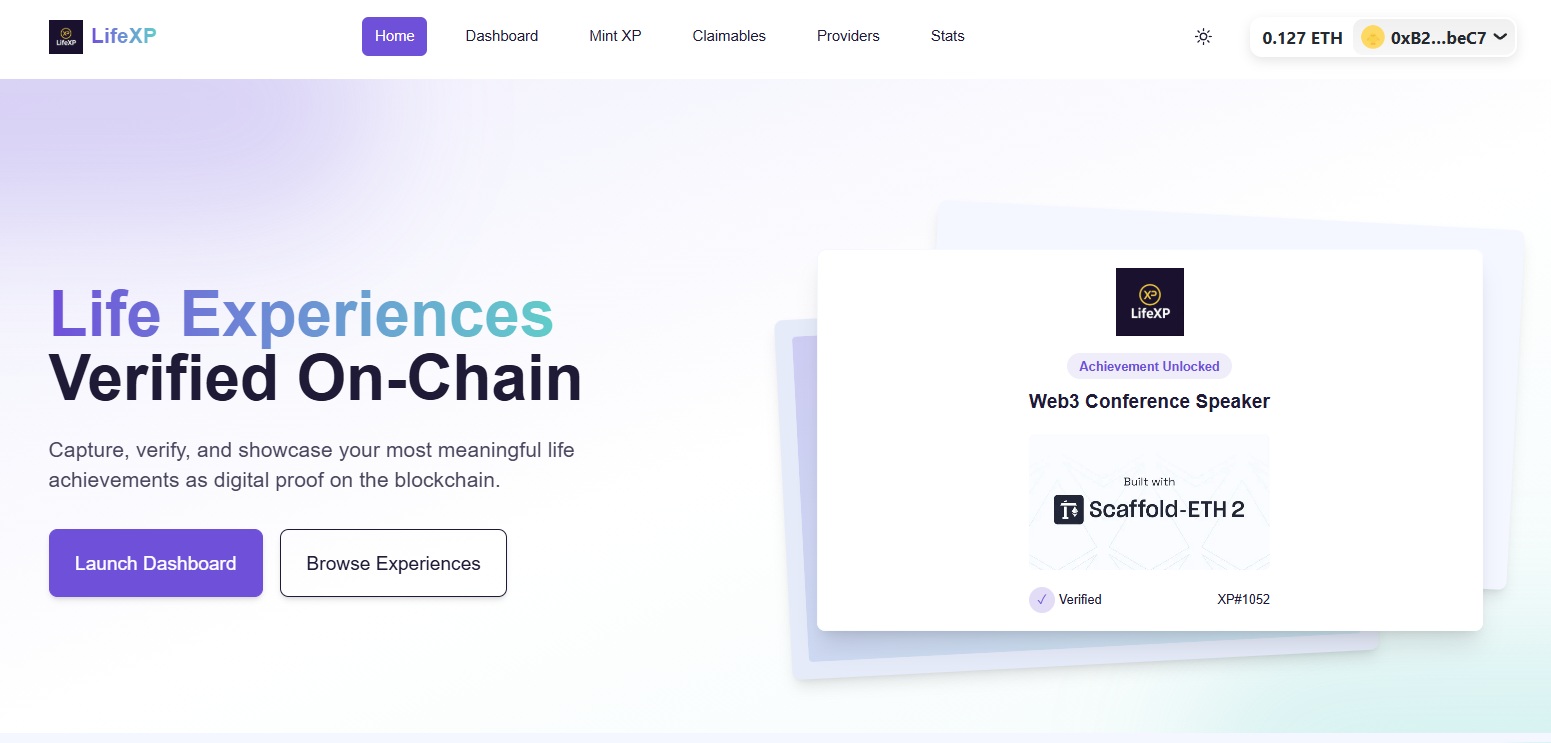 LifeXP
LifeXP
Home
Dashboard
Mint XP
Claimables
Providers
Stats
0.127 ETH
0xB2...beC7
Life Experiences
Verified On-Chain
Capture, verify, and showcase your most meaningful life
achievements as digital proof on the blockchain.
Launch Dashboard
Browse Experiences
XP
LifeXP
Achievement Unlocked
Web3 Conference Speaker
Built with
Scaffold-ETH 2
✓ Verified
XP#1052